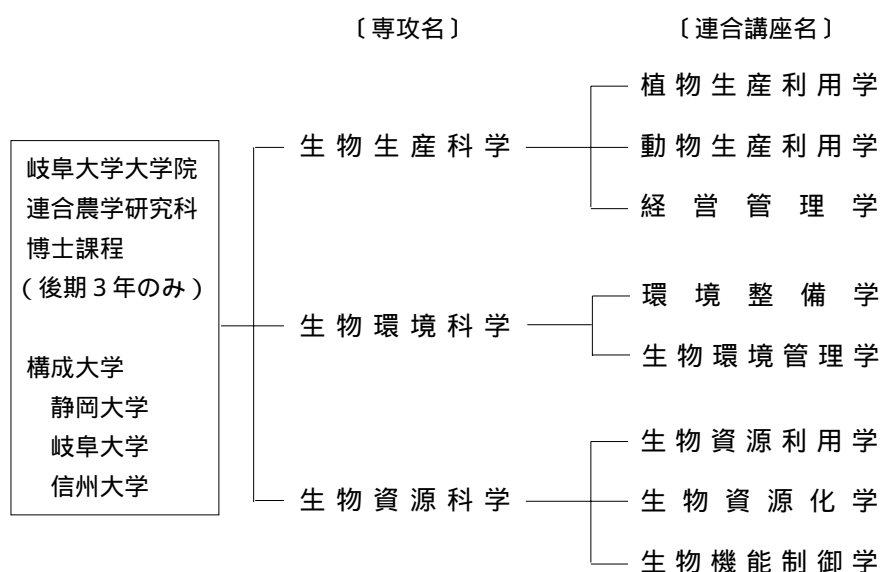 〔専攻名〕
〔連合講座名〕
岐阜大学大学院
連合農学研究科
博士課程
(後期3年のみ)
構成大学
静岡大学
岐阜大学
信州大学
生物生産科学
植物生産利用学
動物生産利用学
経営管理学
生物環境科学
環境整備学
生物環境管理学
生物資源科学
生物資源利用学
生物資源化学
生物機能制御学